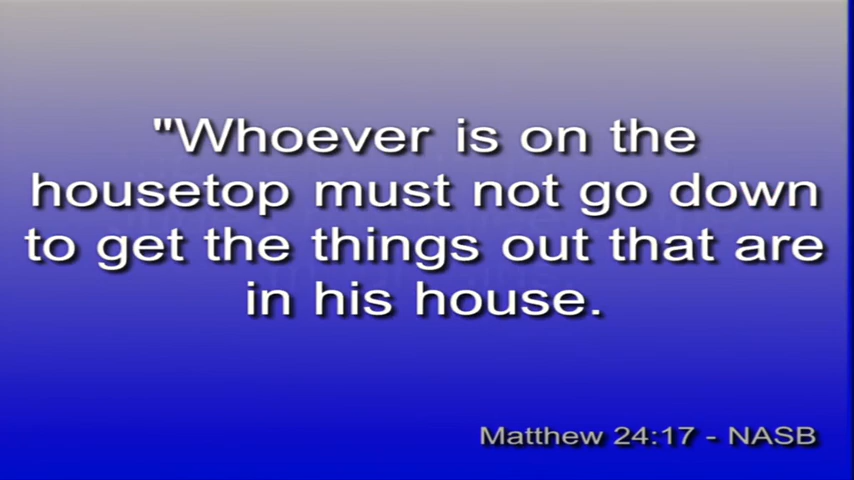 "Whoever is on the
housetop must not go down
to get the things out that are
in his house.
Matthew 24:17 - NASB